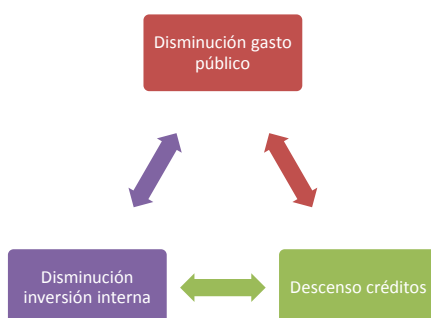 Disminución gasto
público
Disminución
inversión interna
Descenso créditos